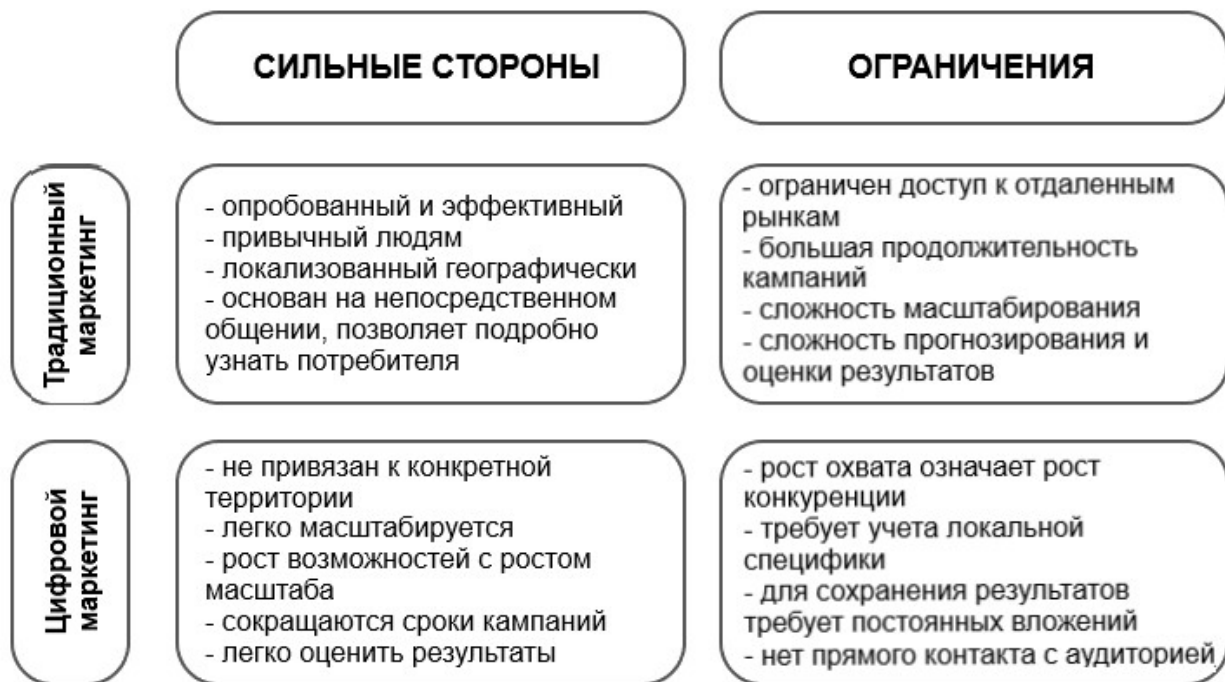 СИЛЬНЫЕ СТОРОНЫ
ОГРАНИЧЕНИЯ
Традиционный
маркетинг
- опробованный и эффективный
- привычный людям
- локализованный географически
- основан на непосредственном
общении, позволяет подробно
узнать потребителя
- ограничен доступ к отдаленным
рынкам
- большая продолжительность
кампаний
- сложность масштабирования
- сложность прогнозирования и
оценки результатов
Цифровой
маркетинг
- не привязан к конкретной
территории
- легко масштабируется
- рост возможностей с ростом
масштаба
- сокращаются сроки кампаний
- легко оценить результаты
- рост охвата означает рост
конкуренции
- требует учета локальной
специфики
- для сохранения результатов
требует постоянных вложений
- нет прямого контакта с аудиторией